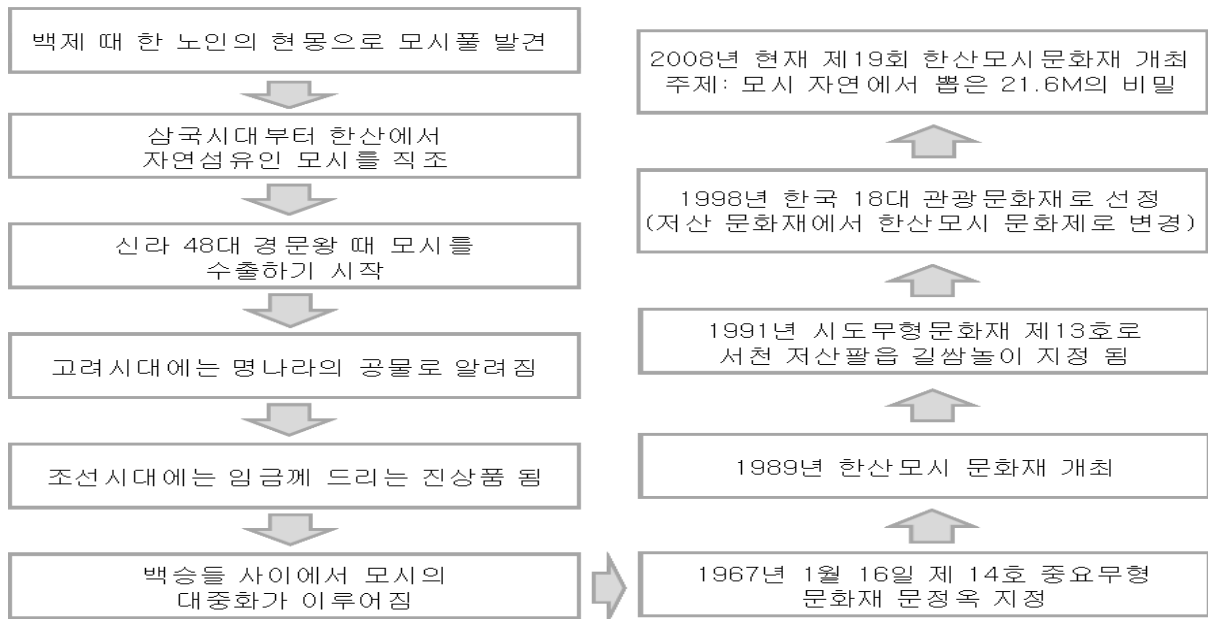 백제 때 한 노인의 현몽으로 모시풀 발견
삼국시대부터 한산에서
자연섬유인 모시를 직조
신라 48대 경문왕 때 모시를
수출하기 시작
고려시대에는 명나라의 공물로 알려짐
조선시대에는 임금께 드리는 진상품 됨
백승들 사이에서 모시의
대중화가 이루어짐
1967년 1월 16일 제 14호 중요무형
문화재 문정옥 지정
1989년 한산모시 문화재 개최
1991년 시도무형문화재 제13호로
서천 저산팔읍 길쌈놀이 지정 됨
1998년 한국 18대 관광문화재로 선정
(저산 문화재에서 한산모시 문화제로 변경)
2008년 현재 제19회 한산모시문화재 개최
주제: 모시 자연에서 뽑은 21.6M의 비밀